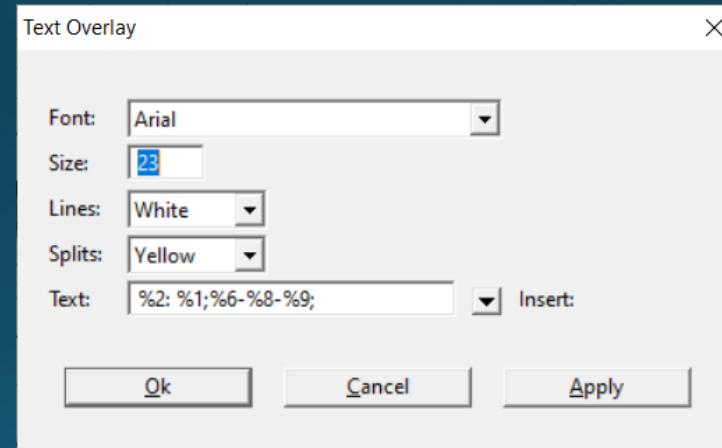 Text Overlay
Font: Arial
Size: 23
Lines: White
Splits: Yellow
Text: %2: %1;%6-%8-%9; Insert:
Ok Cancel Apply